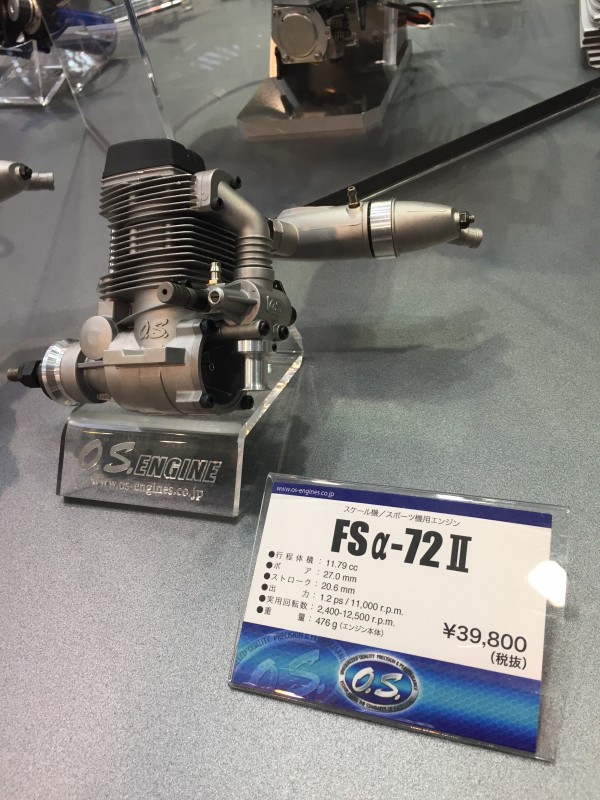 O.S.
O.S.
O.S. ENGINE
www.os-engines.co.jp
www.os-engines.co.jp
スケール機／スポーツ機用エンジン
FSα-72Ⅱ
●行程体積：11.79 cc
●ボア：27.0 mm
●ストローク：20.6 mm
●出力：1.2 ps / 11,000 r.p.m.
●実用回転数：2,400-12,500 r.p.m.
●重量：476 g (エンジン本体)
¥39,800
(税抜)
O.S.
O.S.